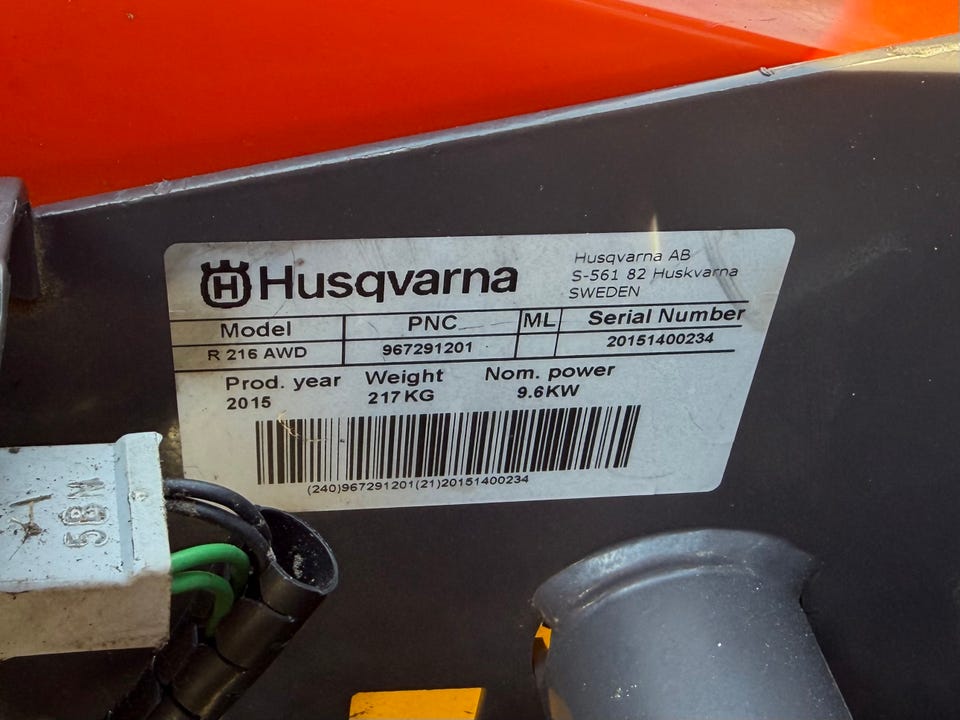 H Husqvarna
Husqvarna AB
S-561 82 Huskvarna
SWEDEN
Model PNC ML Serial Number
R 216 AWD 967291201 20151400234
Prod. year Weight Nom. power
2015 217KG 9.6KW
(240)967291201(21)20151400234